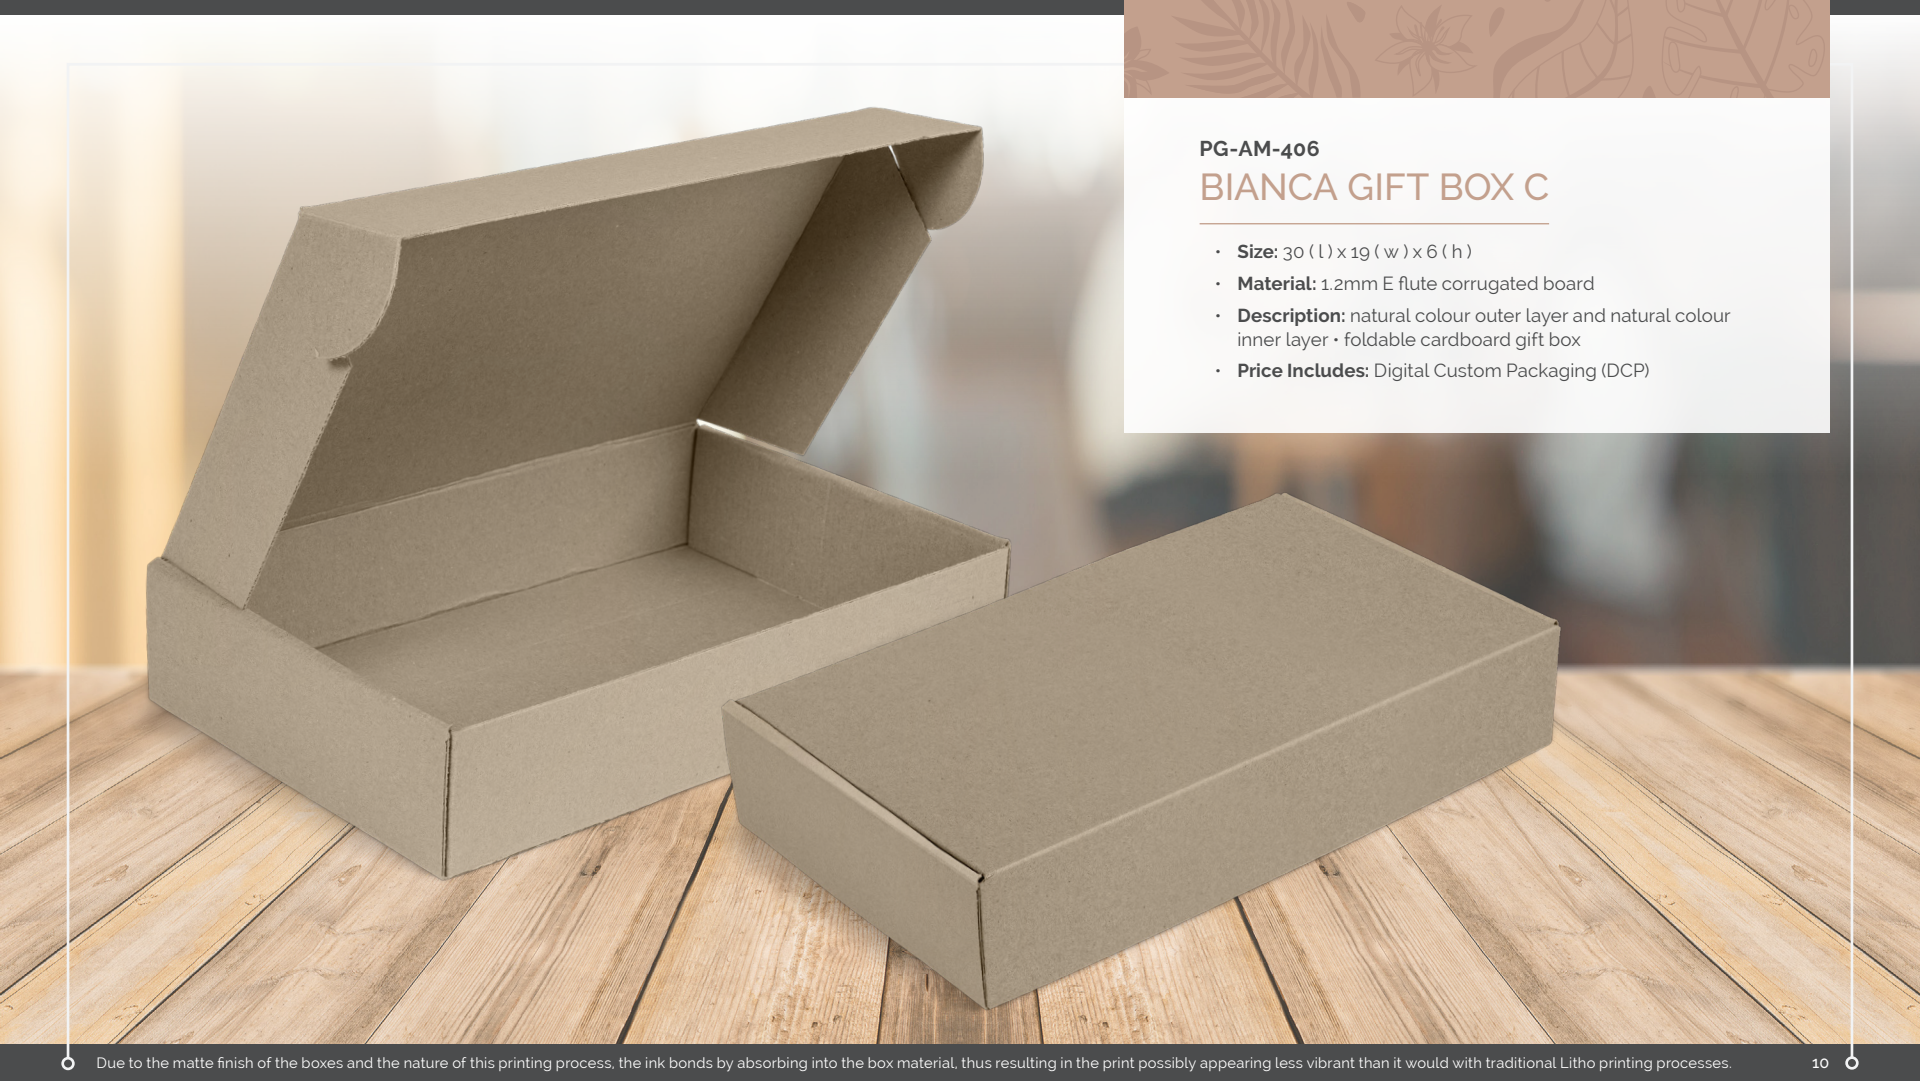 PG-AM-406
BIANCA GIFT BOX C
• Size: 30 ( l ) x 19 ( w ) x 6 ( h )
• Material: 1.2mm E flute corrugated board
• Description: natural colour outer layer and natural colour
inner layer • foldable cardboard gift box
• Price Includes: Digital Custom Packaging (DCP)
Due to the matte finish of the boxes and the nature of this printing process, the ink bonds by absorbing into the box material, thus resulting in the print possibly appearing less vibrant than it would with traditional Litho printing processes.
10